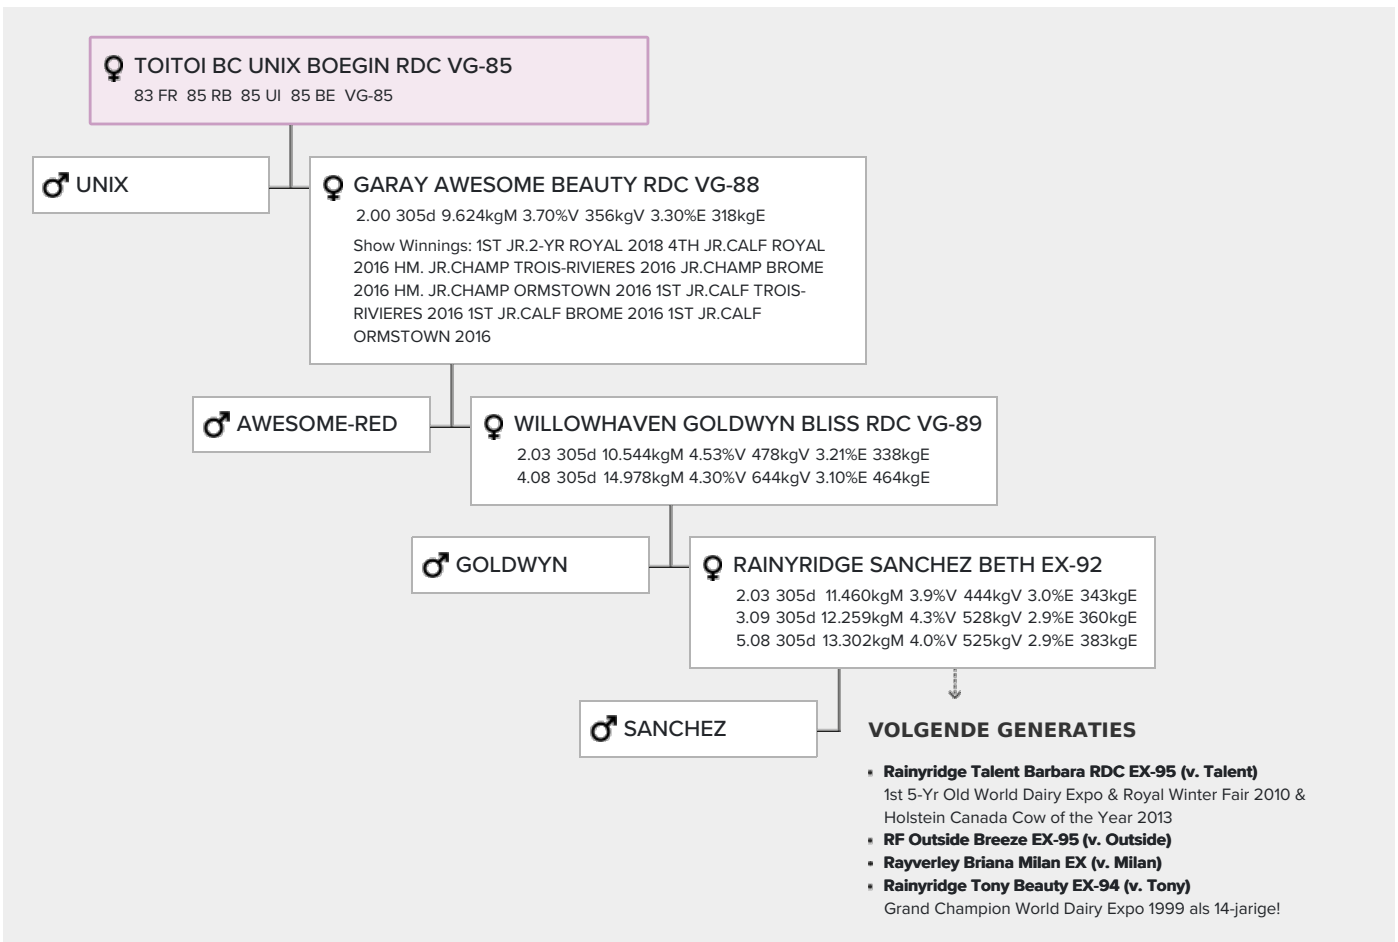 TOITOI BC UNIX BOEGIN RDC VG-85
83 FR 85 RB 85 UI 85 BE VG-85
UNIX
GARAY AWESOME BEAUTY RDC VG-88
2.00 305d 9.624kgM 3.70%V 356kgV 3.30%E 318kgE
Show Winnings: 1ST JR.2-YR ROYAL 2018 4TH JR.CALF ROYAL
2016 HM. JR.CHAMP TROIS-RIVIERES 2016 JR.CHAMP BROME
2016 HM. JR.CHAMP ORMSTOWN 2016 1ST JR.CALF TROIS-
RIVIERES 2016 1ST JR.CALF BROME 2016 1ST JR.CALF
ORMSTOWN 2016
AWESOME-RED
WILLOWHAVEN GOLDWYN BLISS RDC VG-89
2.03 305d 10.544kgM 4.53%V 478kgV 3.21%E 338kgE
4.08 305d 14.978kgM 4.30%V 644kgV 3.10%E 464kgE
GOLDWYN
RAINYRIDGE SANCHEZ BETH EX-92
2.03 305d 11.460kgM 3.9%V 444kgV 3.0%E 343kgE
3.09 305d 12.259kgM 4.3%V 528kgV 2.9%E 360kgE
5.08 305d 13.302kgM 4.0%V 525kgV 2.9%E 383kgE
SANCHEZ
VOLGENDE GENERATIES
Rainyridge Talent Barbara RDC EX-95 (v. Talent)
1st 5-Yr Old World Dairy Expo & Royal Winter Fair 2010 &
Holstein Canada Cow of the Year 2013
RF Outside Breeze EX-95 (v. Outside)
Rayverley Briana Milan EX (v. Milan)
Rainyridge Tony Beauty EX-94 (v. Tony)
Grand Champion World Dairy Expo 1999 als 14-jarige!